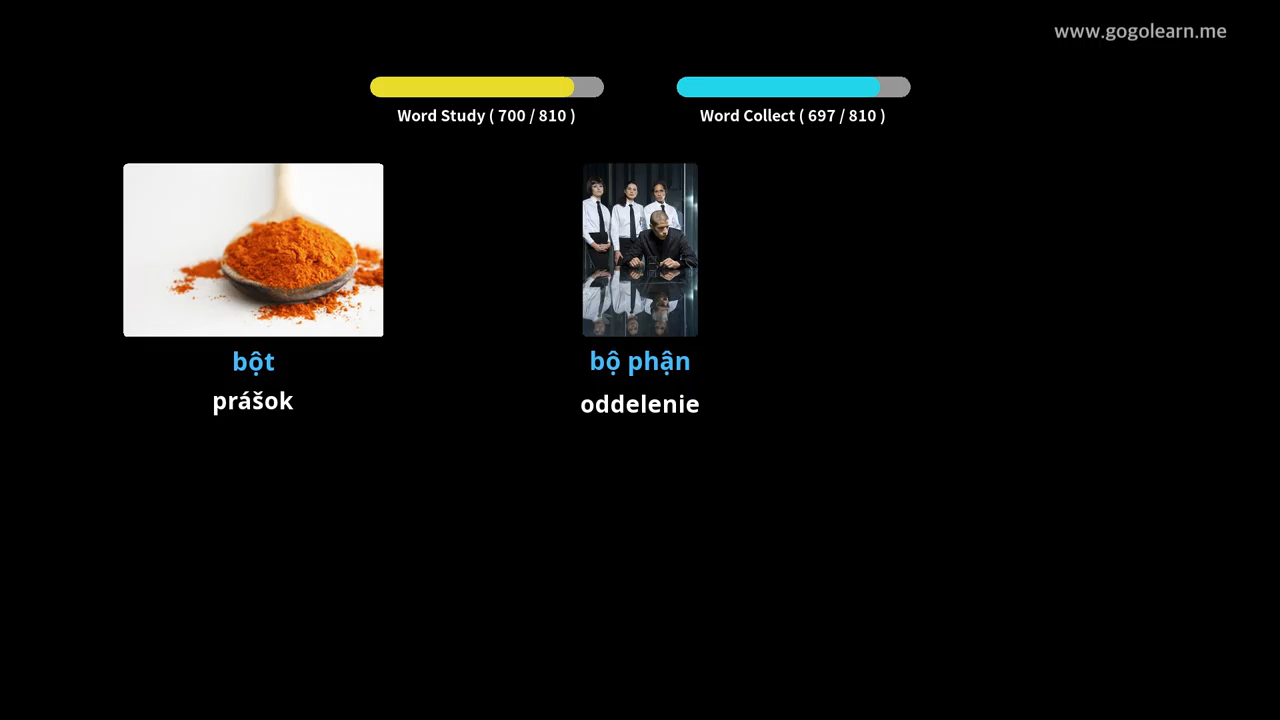 www.gogolearn.me
Word Study ( 700 / 810 )
Word Collect ( 697 / 810 )
bột
prášok
bộ phận
oddelenie